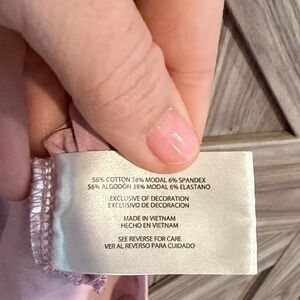 56% COTTON 38% MODAL 6% SPANDEX
56% ALGODÓN 38% MODAL 6% ELASTANO
EXCLUSIVE OF DECORATION
EXCLUSIVO DE DECORACION
MADE IN VIETNAM
HECHO EN VIETNAM
SEE REVERSE FOR CARE
VER AL REVERSO PARA CUIDADO